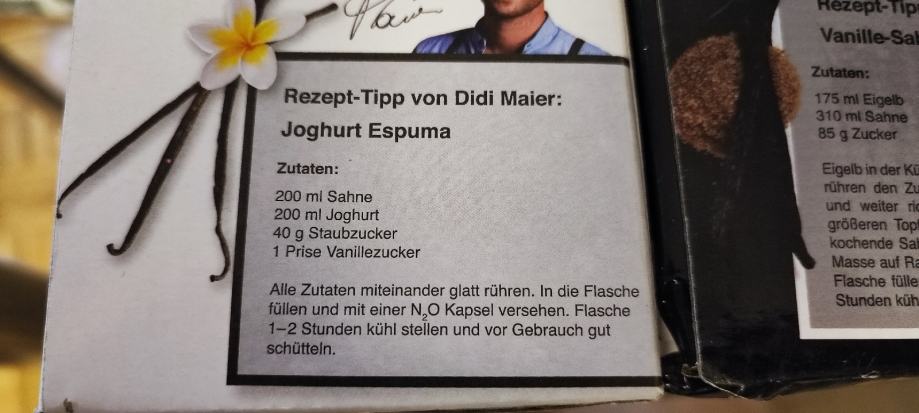 Rezept-Tipp von Didi Maier:
Joghurt Espuma
Zutaten:
200 ml Sahne
200 ml Joghurt
40 g Staubzucker
1 Prise Vanillezucker
Alle Zutaten miteinander glatt rühren. In die Flasche
füllen und mit einer N₂O Kapsel versehen. Flasche
1–2 Stunden kühl stellen und vor Gebrauch gut
schütteln.
Rezept-Tip
Vanille-Sa
Zutaten:
175 ml Eigelb
310 ml Sahne
85 g Zucker
Eigelb in der Kü
rühren den Zu
und weiter ric
größeren Top
kochende Sa
Masse auf Ra
Flasche fülle
Stunden küh